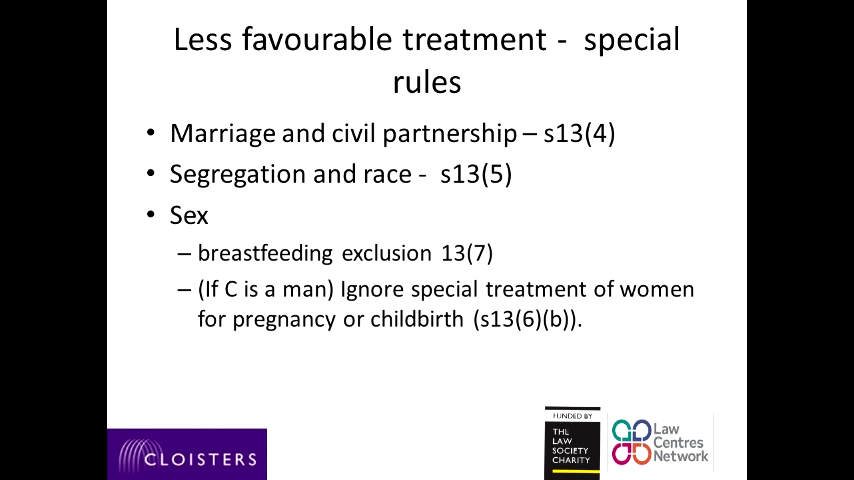 Less favourable treatment -  special
rules
• Marriage and civil partnership – s13(4)
• Segregation and race -  s13(5)
• Sex
– breastfeeding exclusion 13(7)
– (If C is a man) Ignore special treatment of women
for pregnancy or childbirth (s13(6)(b)).
CLOISTERS
FUNDED BY
THE
LAW
SOCIETY
CHARITY
Law
Centres
Network